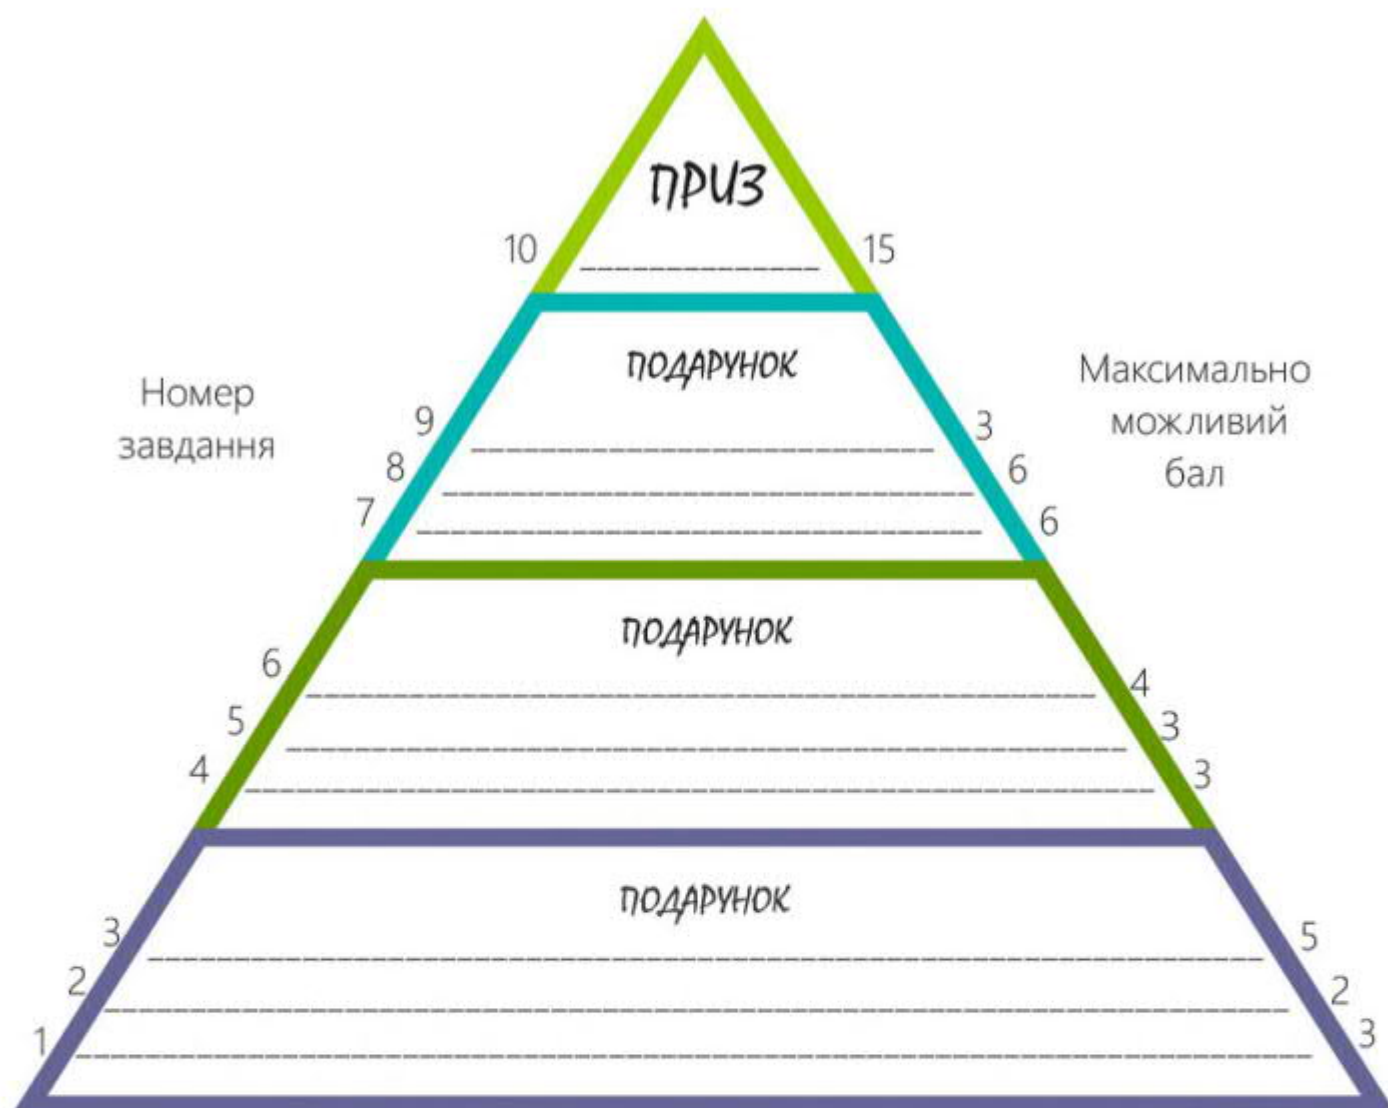 ПРИЗ
10 15
ПОДАРУНОК
Номер
завдання
Максимально
можливий
бал
9 3
8 6
7 6
ПОДАРУНОК
6 4
5 3
4 3
ПОДАРУНОК
3 5
2 2
1 3